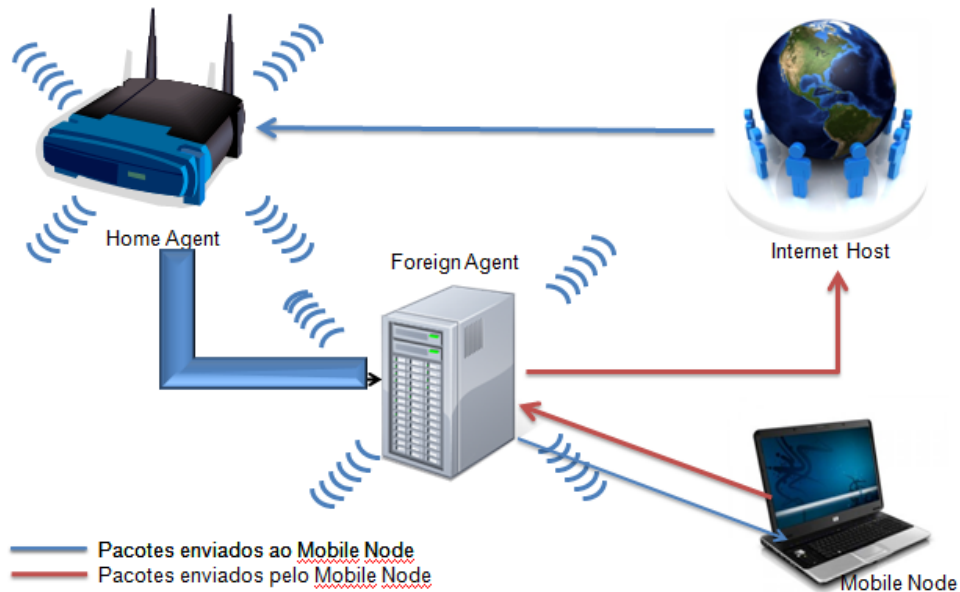 Home Agent
Internet Host
Foreign Agent
Pacotes enviados ao Mobile Node
Pacotes enviados pelo Mobile Node
Mobile Node